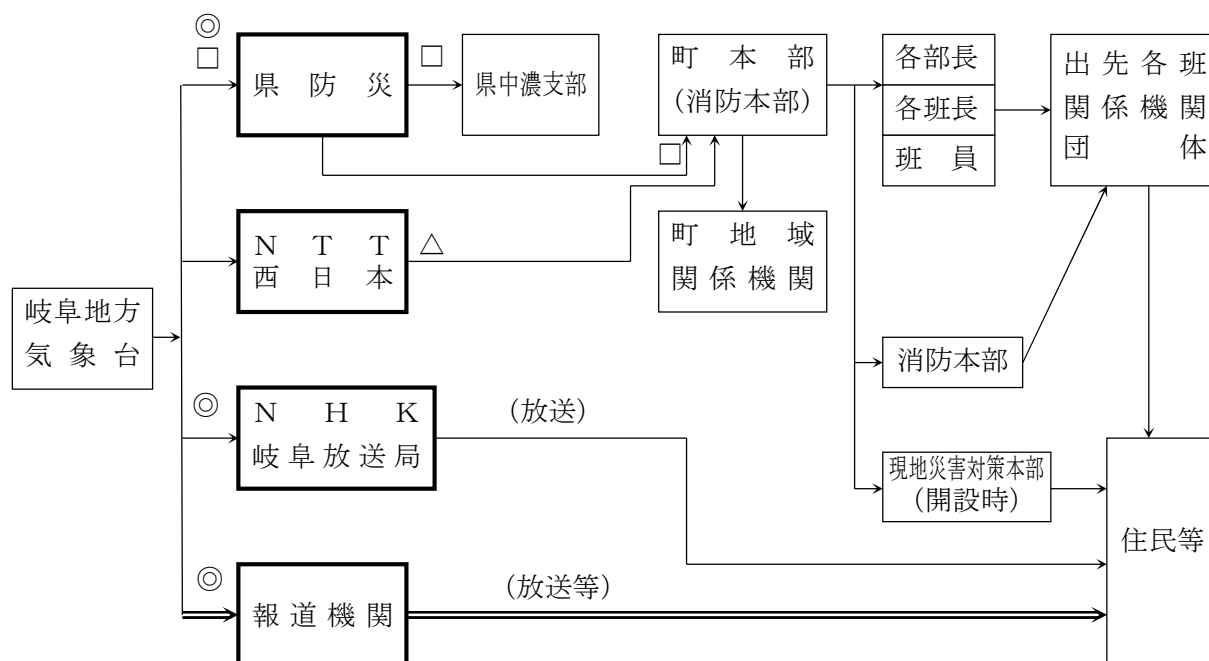 ◎
□
県防災
□
県中濃支部
町本部
(消防本部)
□
各部長
各班長
班員
出先各班
関係機関
団体
NTT
西日本
△
町地域
関係機関
岐阜地方
気象台
消防本部
◎
NHK
岐阜放送局
(放送)
現地災害対策本部
(開設時)
住民等
◎
報道機関
(放送等)